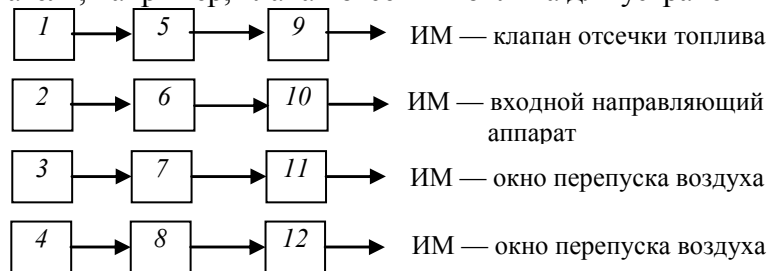 1 5 9 ИМ — клапан отсечки топлива
2 6 10 ИМ — входной направляющий
аппарат
3 7 11 ИМ — окно перепуска воздуха
4 8 12 ИМ — окно перепуска воздуха